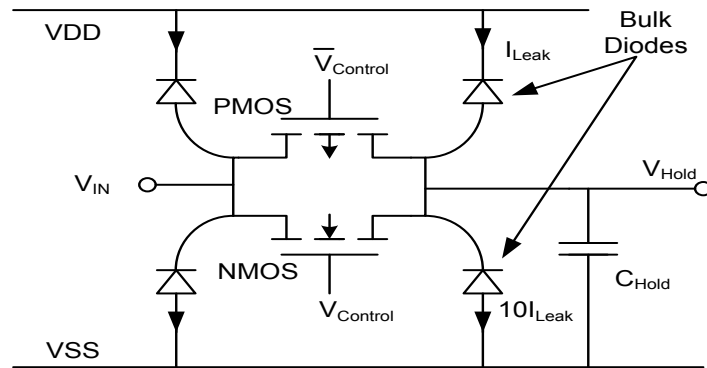 VDD
Bulk
Diodes
V̅Control
ILeak
PMOS
VIN
VHold
NMOS
CHold
VControl
10ILeak
VSS